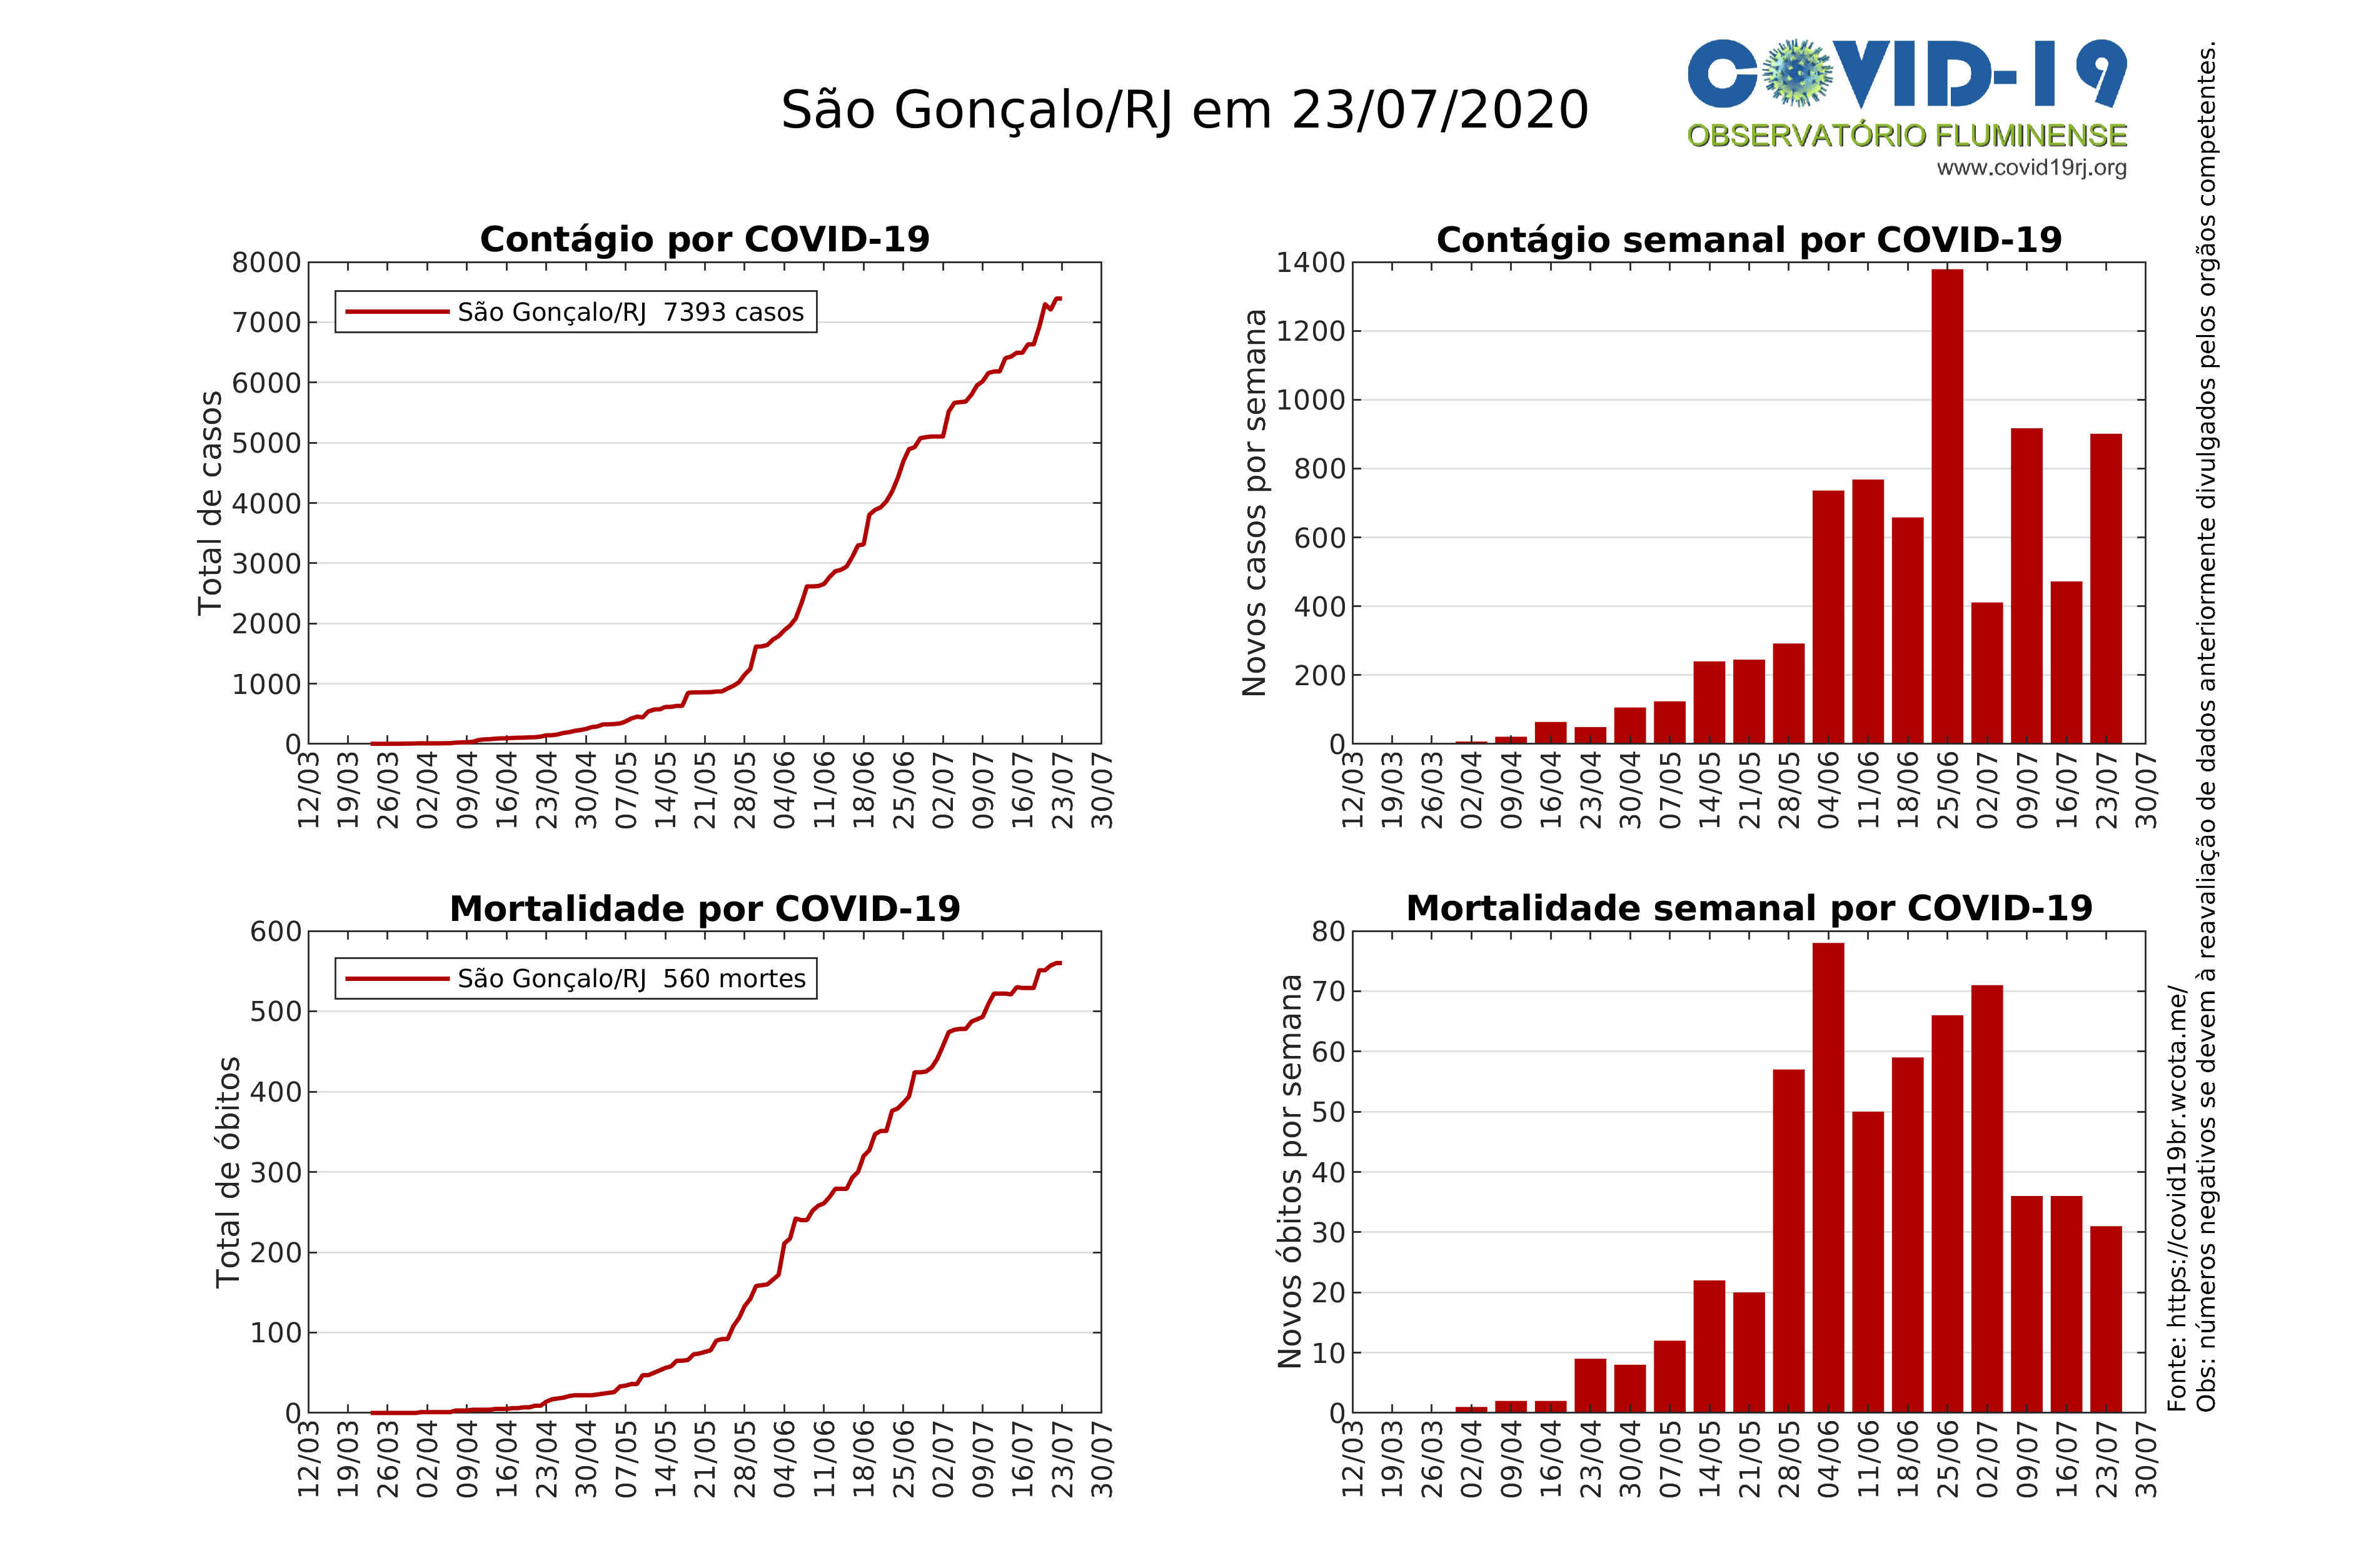 São Gonçalo/RJ em 23/07/2020
COVID-19
OBSERVATÓRIO FLUMINENSE
www.covid19rj.org
Contágio por COVID-19
Total de casos
8000
7000
6000
5000
4000
3000
2000
1000
0
São Gonçalo/RJ 7393 casos
12/03 19/03 26/03 02/04 09/04 16/04 23/04 30/04 07/05 14/05 21/05 28/05 04/06 11/06 18/06 25/06 02/07 09/07 16/07 23/07 30/07
Contágio semanal por COVID-19
Novos casos por semana
1400
1200
1000
800
600
400
200
0
12/03 19/03 26/03 02/04 09/04 16/04 23/04 30/04 07/05 14/05 21/05 28/05 04/06 11/06 18/06 25/06 02/07 09/07 16/07 23/07 30/07
Mortalidade por COVID-19
Total de óbitos
600
500
400
300
200
100
0
São Gonçalo/RJ 560 mortes
12/03 19/03 26/03 02/04 09/04 16/04 23/04 30/04 07/05 14/05 21/05 28/05 04/06 11/06 18/06 25/06 02/07 09/07 16/07 23/07 30/07
Mortalidade semanal por COVID-19
Novos óbitos por semana
80
70
60
50
40
30
20
10
0
12/03 19/03 26/03 02/04 09/04 16/04 23/04 30/04 07/05 14/05 21/05 28/05 04/06 11/06 18/06 25/06 02/07 09/07 16/07 23/07 30/07
Fonte: https://covid19br.wcota.me/
Obs: números negativos se devem à reavaliação de dados anteriormente divulgados pelos orgãos competentes.